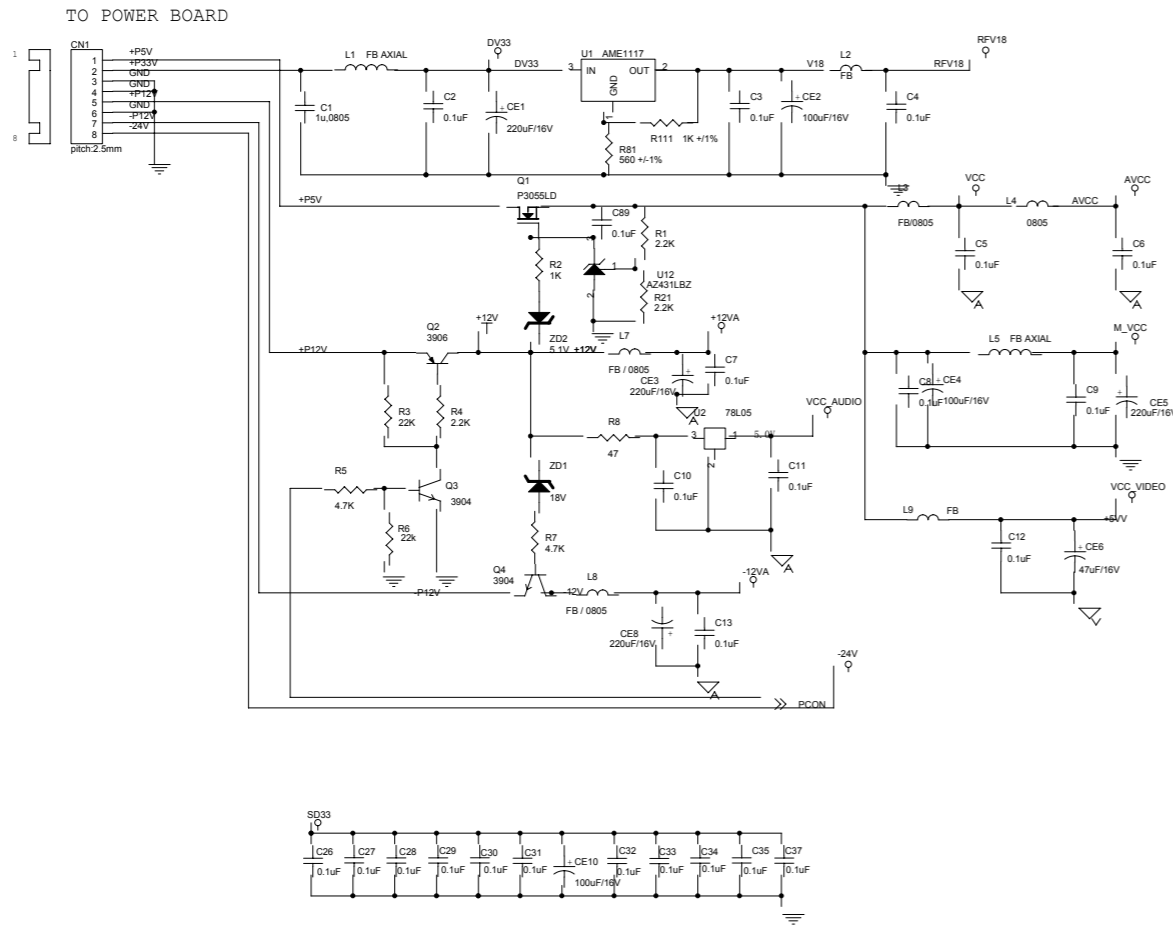 TO POWER BOARD
CN1
1
8
1
2
3
4
5
6
7
8
+P5V
+P33V
GND
GND
+P12V
GND
-P12V
-24V
pitch:2.5mm
L1 FB AXIAL
C1
1u,0805
C2
0.1uF
DV33
DV33
CE1
220uF/16V
U1 AME1117
3
IN
OUT
2
GND
1
R111 1K +/1%
R81
560 +/-1%
C3
0.1uF
CE2
100uF/16V
V18
L2
FB
C4
0.1uF
RFV18
RFV18
Q1
P3055LD
+P5V
C89
0.1uF
R1
2.2K
R2
1K
3
1
2
U12
AZ431LBZ
R21
2.2K
L3
FB/0805
VCC
C5
0.1uF
A
L4
0805
AVCC
AVCC
C6
0.1uF
A
Q2
3906
+12V
+P12V
ZD2
5.1V
+12V
L7
FB / 0805
+12VA
CE3
220uF/16V
C7
0.1uF
A
R3
22K
R4
2.2K
R8
47
U2
78L05
3
1
2
5.0V
VCC_AUDIO
C10
0.1uF
C11
0.1uF
A
L5 FB AXIAL
M_VCC
C8
0.1uF
CE4
100uF/16V
C9
0.1uF
CE5
220uF/16V
R5
4.7K
Q3
3904
R6
22k
ZD1
18V
R7
4.7K
Q4
3904
-P12V
-12V
L8
FB / 0805
-12VA
CE8
220uF/16V
C13
0.1uF
A
L9 FB
VCC_VIDEO
+5VV
C12
0.1uF
CE6
47uF/16V
V
-24V
PCON
SD33
C26
0.1uF
C27
0.1uF
C28
0.1uF
C29
0.1uF
C30
0.1uF
C31
0.1uF
CE10
100uF/16V
C32
0.1uF
C33
0.1uF
C34
0.1uF
C35
0.1uF
C37
0.1uF